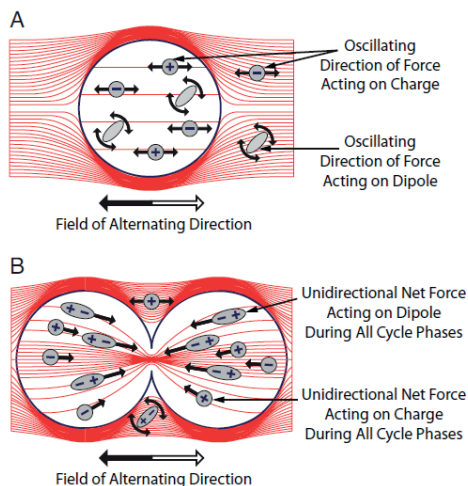 A
Oscillating
Direction of Force
Acting on Charge
Oscillating
Direction of Force
Acting on Dipole
Field of Alternating Direction
B
Unidirectional Net Force
Acting on Dipole
During All Cycle Phases
Unidirectional Net Force
Acting on Charge
During All Cycle Phases
Field of Alternating Direction